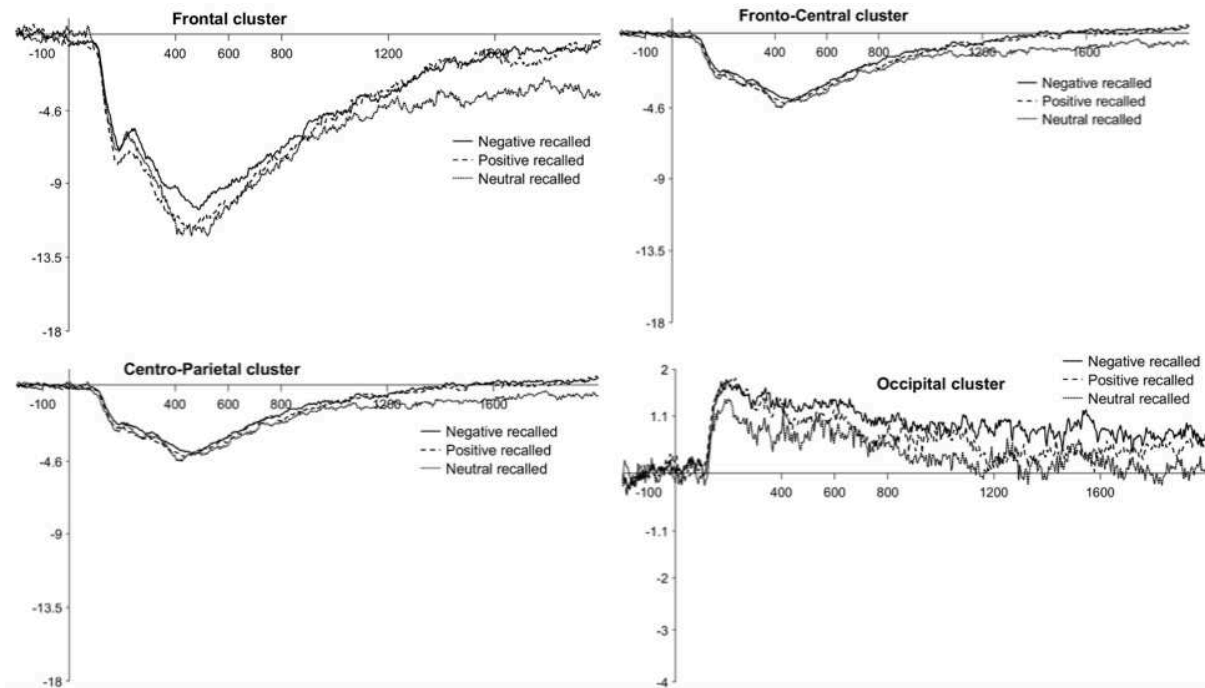 Frontal cluster
-100 400 800 1200 1600
-4.6
-9
-13.5
-18
Negative recalled
Positive recalled
Neutral recalled
Fronto-Central cluster
-100 400 800 1200 1600
-4.6
-9
-13.5
-18
Negative recalled
Positive recalled
Neutral recalled
Centro-Parietal cluster
-100 400 800 1200 1600
-4.6
-9
-13.5
-18
Negative recalled
Positive recalled
Neutral recalled
Occipital cluster
2
1.1
-100 400 800 1200 1600
-1.1
-2
-3
-4
Negative recalled
Positive recalled
Neutral recalled